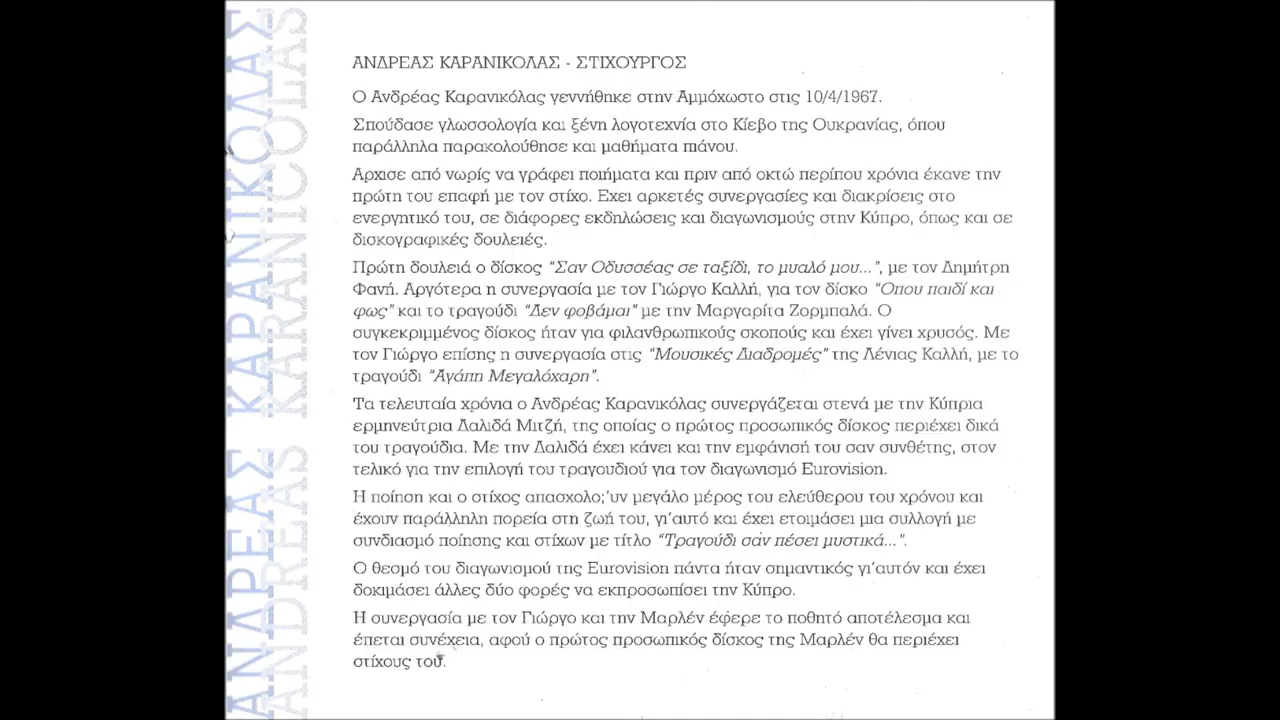 ΑΝΔΡΕΑΣ ΚΑΡΑΝΙΚΟΛΑΣ
ANDREAS KARANICOLAS
ΑΝΔΡΕΑΣ ΚΑΡΑΝΙΚΟΛΑΣ - ΣΤΙΧΟΥΡΓΟΣ
Ο Ανδρέας Καρανικόλας γεννήθηκε στην Αμμόχωστο στις 10/4/1967.
Σπούδασε γλωσσολογία και ξένη λογοτεχνία στο Κίεβο της Ουκρανίας, όπου
παράλληλα παρακολούθησε και μαθήματα πιάνου.
Αρχισε από νωρίς να γράφει ποιήματα και πριν από οκτώ περίπου χρόνια έκανε την
πρώτη του επαφή με τον στίχο. Εχει αρκετές συνεργασίες και διακρίσεις στο
ενεργητικό του, σε διάφορες εκδηλώσεις και διαγωνισμούς στην Κύπρο, όπως και σε
δισκογραφικές δουλειές.
Πρώτη δουλειά ο δίσκος "Σαν Οδυσσέας σε ταξίδι, το μυαλό μου...", με τον Δημήτρη
Φανή. Αργότερα η συνεργασία με τον Γιώργο Καλλή, για τον δίσκο "Οπου παιδί και
φως" και το τραγούδι "Δεν φοβάμαι" με την Μαργαρίτα Ζορμπαλά. Ο
συγκεκριμμένος δίσκος ήταν για φιλανθρωπικούς σκοπούς και έχει γίνει χρυσός. Με
τον Γιώργο επίσης η συνεργασία στις "Μουσικές Διαδρομές" της Λένιας Καλλή, με το
τραγούδι "Αγάπη Μεγαλόχαρη".
Τα τελευταία χρόνια ο Ανδρέας Καρανικόλας συνεργάζεται στενά με την Κύπρια
ερμηνεύτρια Δαλιδά Μιτζή, της οποίας ο πρώτος προσωπικός δίσκος περιέχει δικά
του τραγούδια. Με την Δαλιδά έχει κάνει και την εμφάνισή του σαν συνθέτης, στον
τελικό για την επιλογή του τραγουδιού για τον διαγωνισμό Eurovision.
Η ποίηση και ο στίχος απασχολο;'υν μεγάλο μέρος του ελεύθερου του χρόνου και
έχουν παράλληλη πορεία στη ζωή του, γι'αυτό και έχει ετοιμάσει μια συλλογή με
συνδιασμό ποίησης και στίχων με τίτλο "Τραγούδι σαν πέσει μυστικά...".
Ο θεσμό του διαγωνισμού της Eurovision πάντα ήταν σημαντικός γι'αυτόν και έχει
δοκιμάσει άλλες δύο φορές να εκπροσωπίσει την Κύπρο.
Η συνεργασία με τον Γιώργο και την Μαρλέν έφερε το ποθητό αποτέλεσμα και
έπεται συνέχεια, αφού ο πρώτος προσωπικός δίσκος της Μαρλέν θα περιέχει
στίχους του.